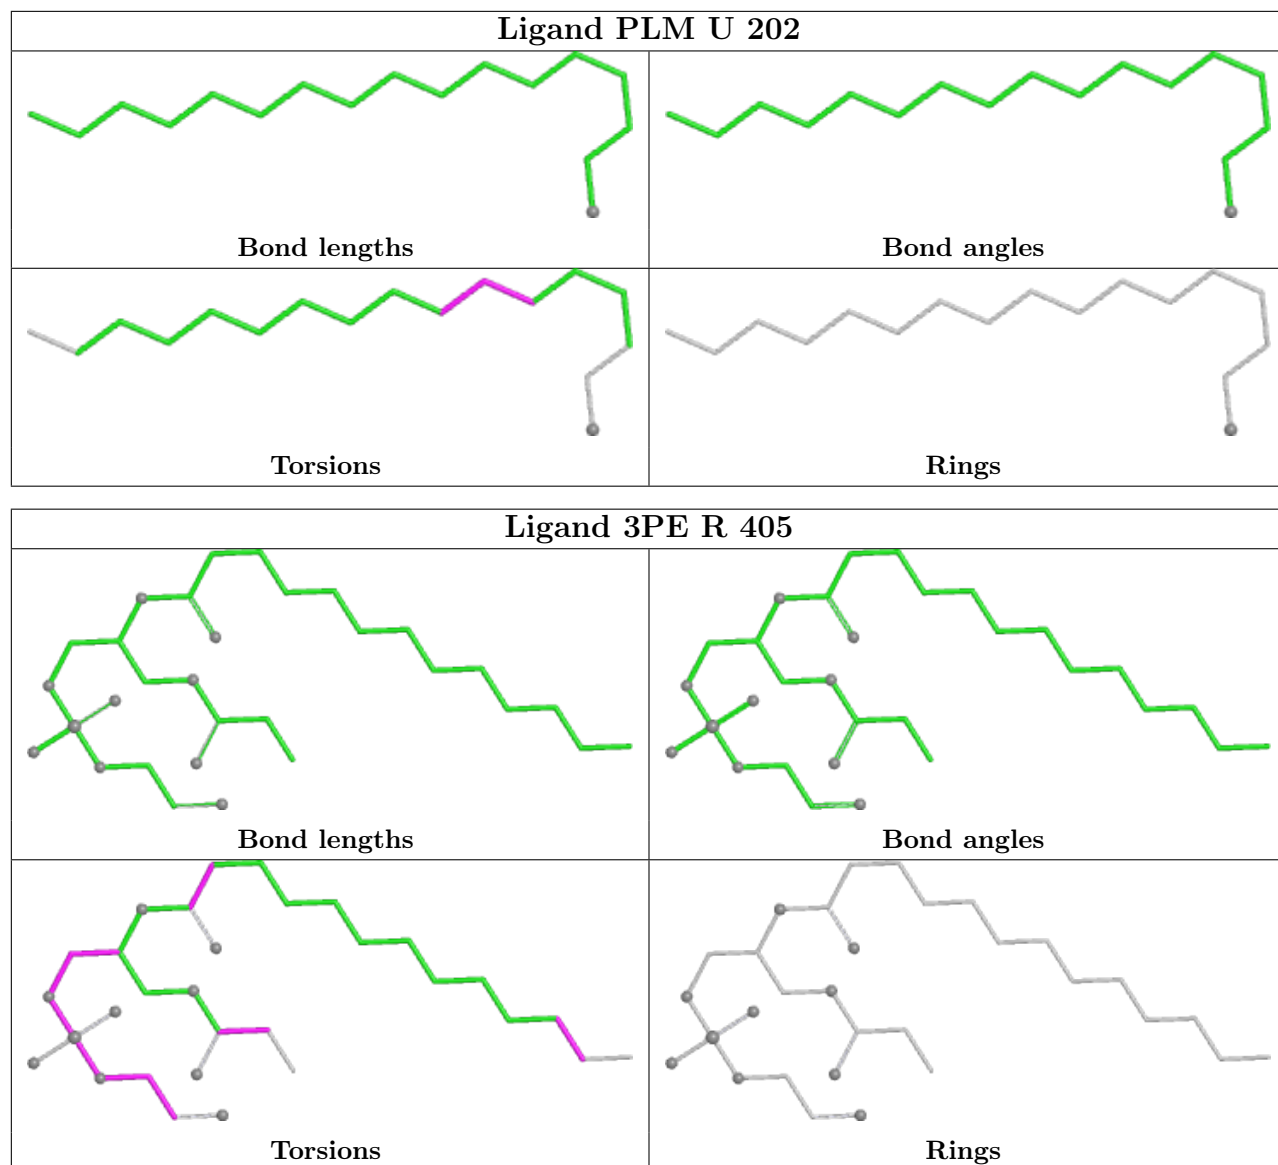 Ligand PLM U 202
Bond lengths
Bond angles
Torsions
Rings
Ligand 3PE R 405
Bond lengths
Bond angles
Torsions
Rings